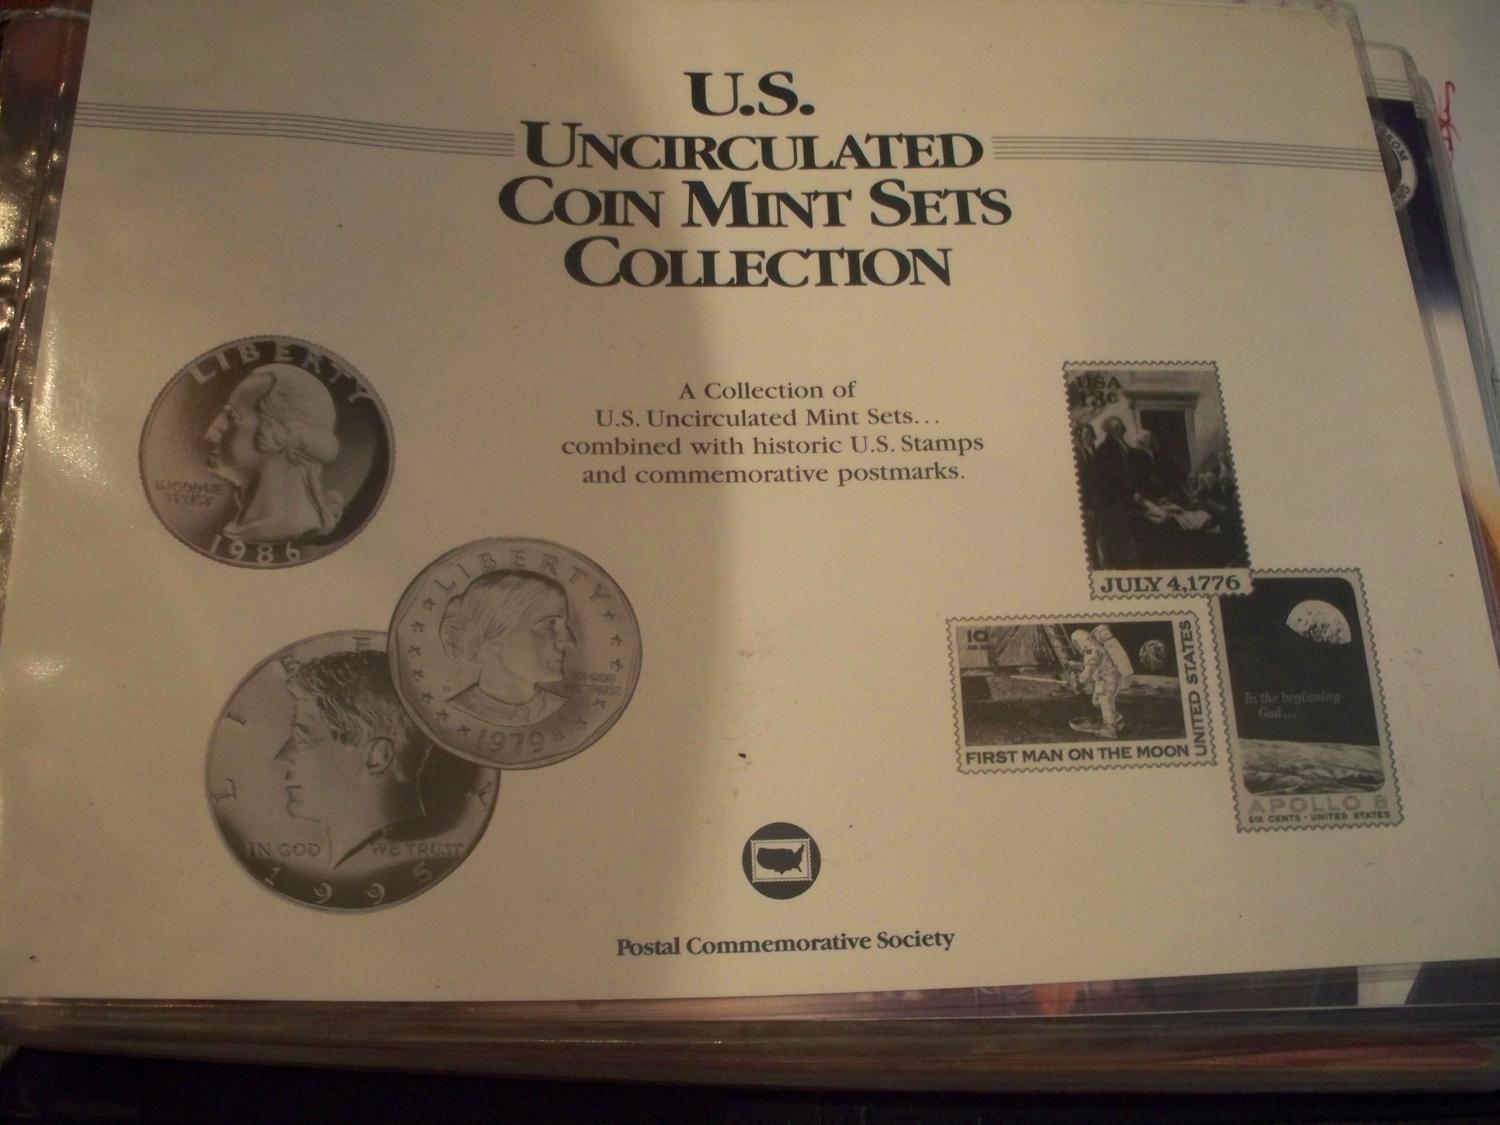 U.S.
UNCIRCULATED
COIN MINT SETS
COLLECTION
A Collection of
U.S. Uncirculated Mint Sets...
combined with historic U.S. Stamps
and commemorative postmarks.
LIBERTY
IN GOD WE
TRUST
1986
LIBERTY
IN GOD
WE TRUST
1979
LI
E
Y
IN GOD WE TRUST
1995
USA
13c
JULY 4, 1776
10¢
UNITED STATES
FIRST MAN ON THE MOON
In the beginning
God...
APOLLO 8
SIX CENTS • UNITED STATES
Postal Commemorative Society